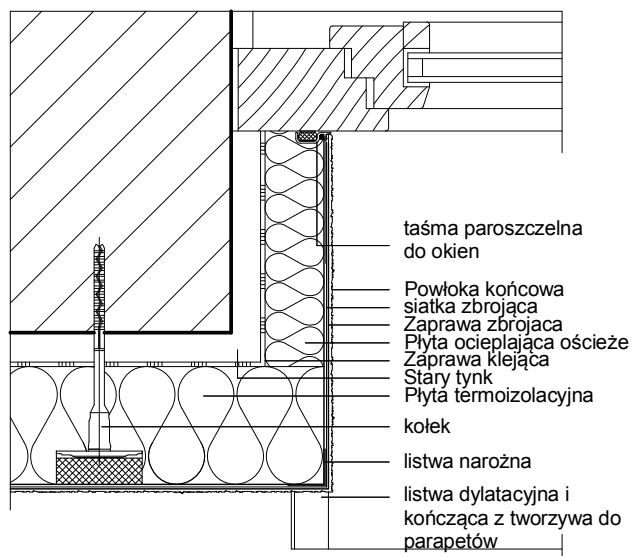 taśma paroszczelna
do okien
Powłoka końcowa
siatka zbrojąca
Zaprawa zbrojaca
Płyta ocieplająca ościeże
Zaprawa klejąca
Stary tynk
Płyta termoizolacyjna
kołek
listwa narożna
listwa dylatacyjna i
kończąca z tworzywa do
parapetów